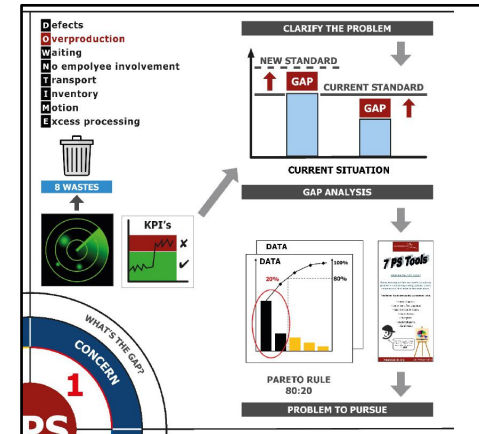 Defects
Overproduction
Waiting
No empolyee involvement
Transport
Inventory
Motion
Excess processing
8 WASTES
KPI's
CLARIFY THE PROBLEM
NEW STANDARD
GAP
CURRENT STANDARD
GAP
CURRENT SITUATION
GAP ANALYSIS
DATA
DATA
100%
20%
80%
7 PS Tools
PARETO RULE
80:20
PROBLEM TO PURSUE
WHAT'S THE GAP?
CONCERN
1
PS